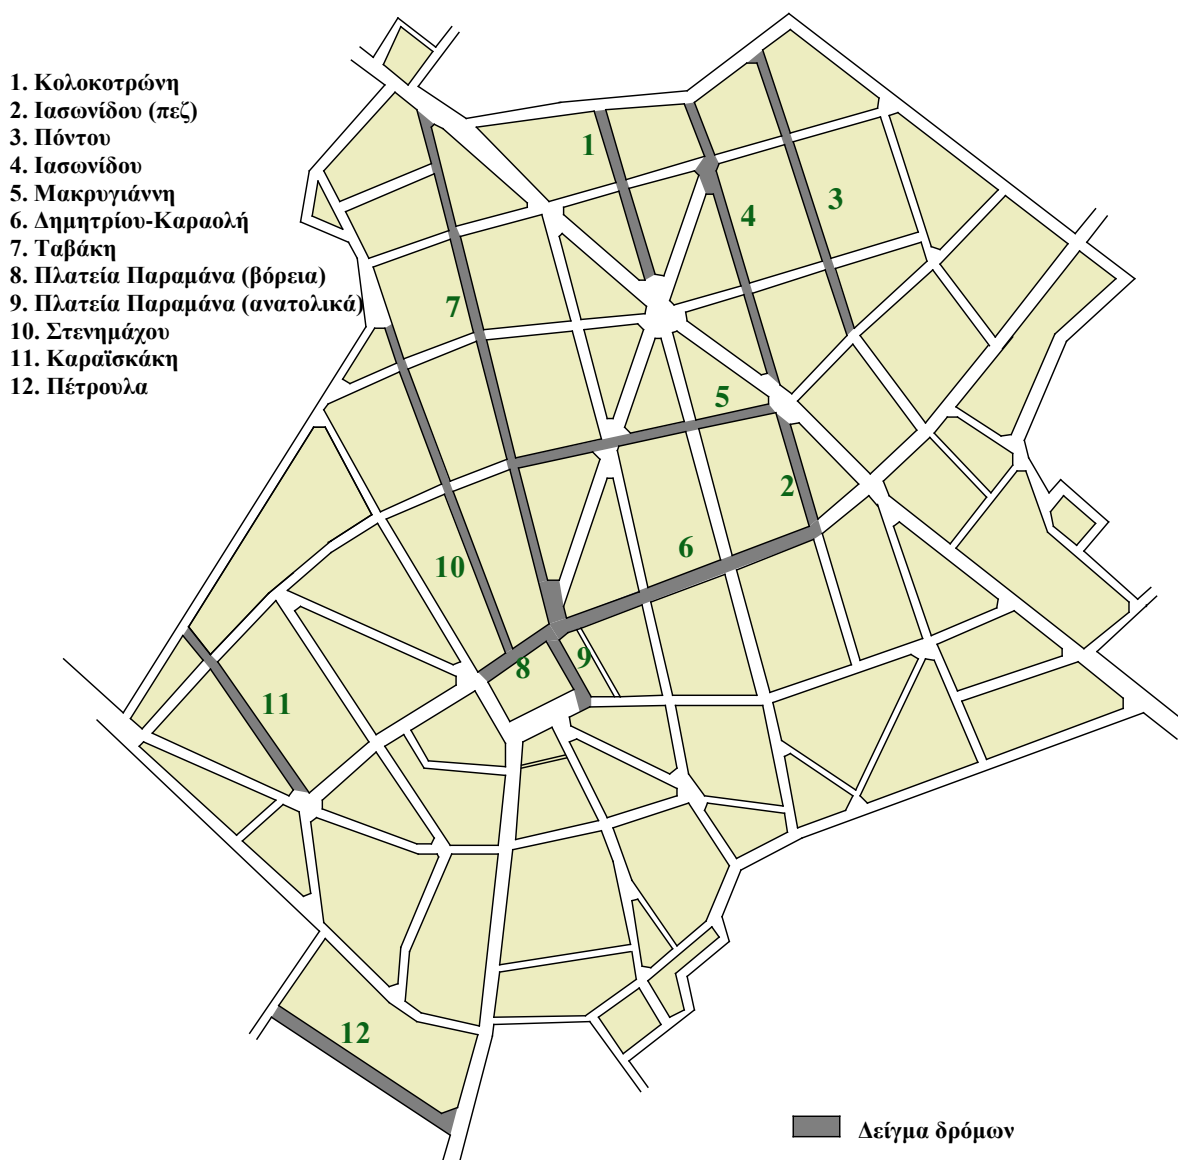 1. Κολοκοτρώνη
2. Ιασωνίδου (πεζ)
3. Πόντου
4. Ιασωνίδου
5. Μακρυγιάννη
6. Δημητρίου-Καραολή
7. Ταβάκη
8. Πλατεία Παραμάνα (βόρεια)
9. Πλατεία Παραμάνα (ανατολικά)
10. Στενημάχου
11. Καραϊσκάκη
12. Πέτρουλα
1
3
4
7
5
2
6
10
9
8
11
12
Δείγμα δρόμων